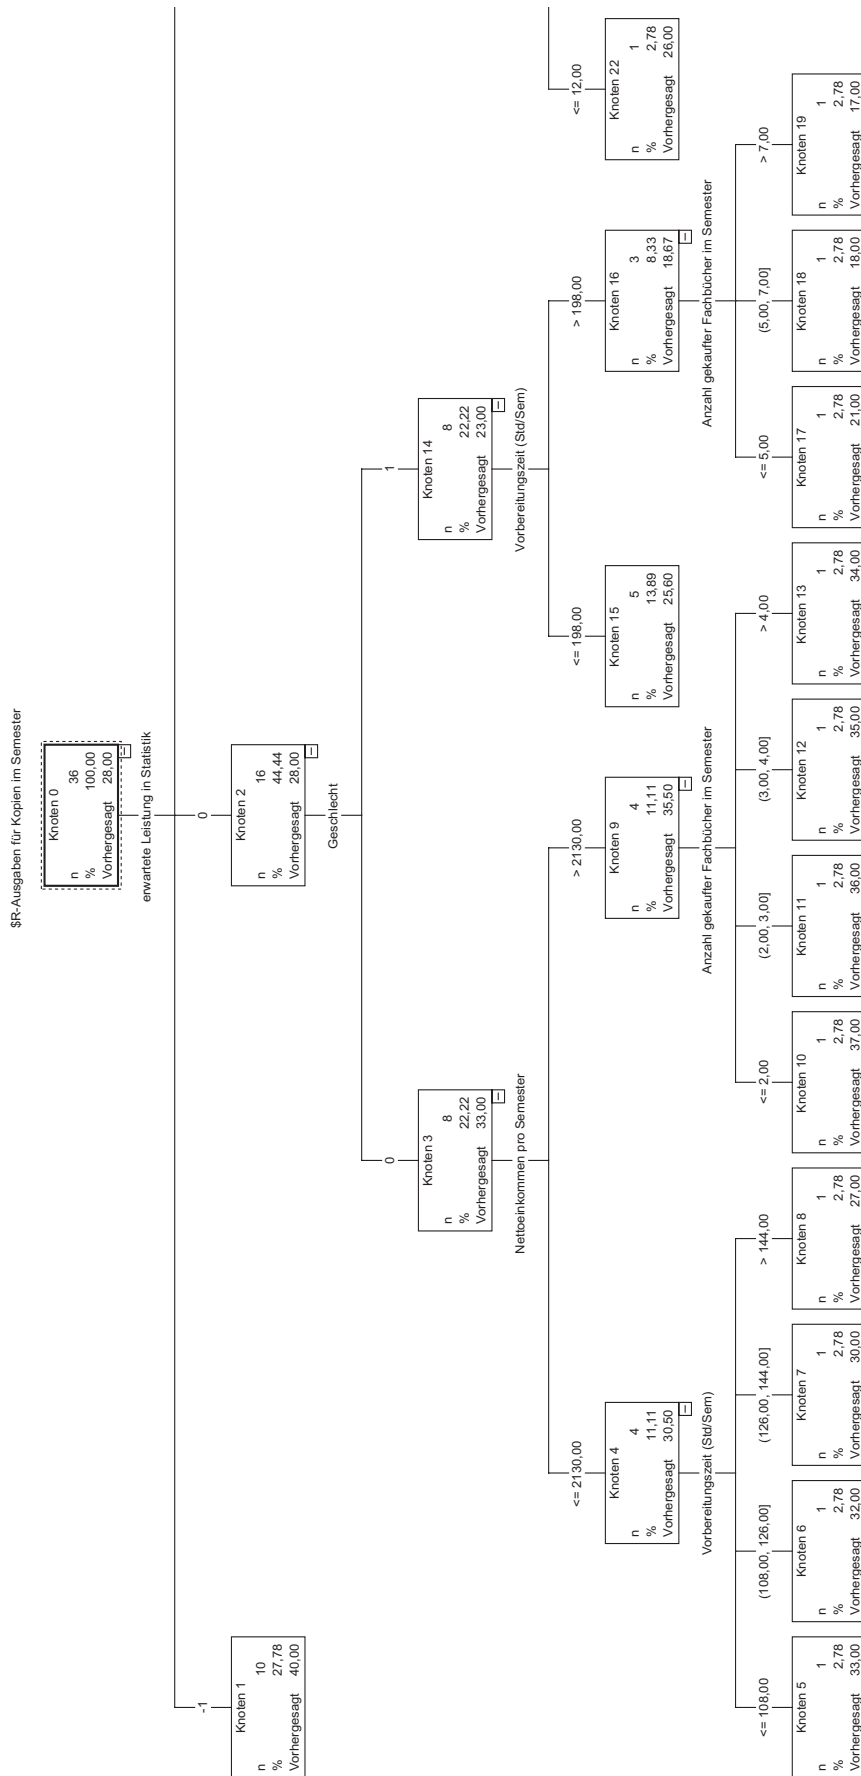 $R-Ausgaben für Kopien im Semester
Knoten 0
n 36
% 100,00
Vorhergesagt 28,00
erwartete Leistung in Statistik
-1
0
Knoten 1
n 10
% 27,78
Vorhergesagt 40,00
Knoten 2
n 16
% 44,44
Vorhergesagt 28,00
Geschlecht
0
1
Knoten 3
n 8
% 22,22
Vorhergesagt 33,00
Knoten 14
n 8
% 22,22
Vorhergesagt 23,00
Nettoeinkommen pro Semester
Vorbereitungszeit (Std/Sem)
<= 2130,00
> 2130,00
<= 198,00
> 198,00
<= 12,00
Knoten 4
n 4
% 11,11
Vorhergesagt 30,50
Knoten 9
n 4
% 11,11
Vorhergesagt 35,50
Knoten 15
n 5
% 13,89
Vorhergesagt 25,60
Knoten 16
n 3
% 8,33
Vorhergesagt 18,67
Knoten 22
n 1
% 2,78
Vorhergesagt 26,00
Vorbereitungszeit (Std/Sem)
Anzahl gekaufter Fachbücher im Semester
Anzahl gekaufter Fachbücher im Semester
<= 108,00
(108,00, 126,00]
(126,00, 144,00]
> 144,00
<= 2,00
(2,00, 3,00]
(3,00, 4,00]
> 4,00
<= 5,00
(5,00, 7,00]
> 7,00
Knoten 5
n 1
% 2,78
Vorhergesagt 33,00
Knoten 6
n 1
% 2,78
Vorhergesagt 32,00
Knoten 7
n 1
% 2,78
Vorhergesagt 30,00
Knoten 8
n 1
% 2,78
Vorhergesagt 27,00
Knoten 10
n 1
% 2,78
Vorhergesagt 37,00
Knoten 11
n 1
% 2,78
Vorhergesagt 36,00
Knoten 12
n 1
% 2,78
Vorhergesagt 35,00
Knoten 13
n 1
% 2,78
Vorhergesagt 34,00
Knoten 17
n 1
% 2,78
Vorhergesagt 21,00
Knoten 18
n 1
% 2,78
Vorhergesagt 18,00
Knoten 19
n 1
% 2,78
Vorhergesagt 17,00